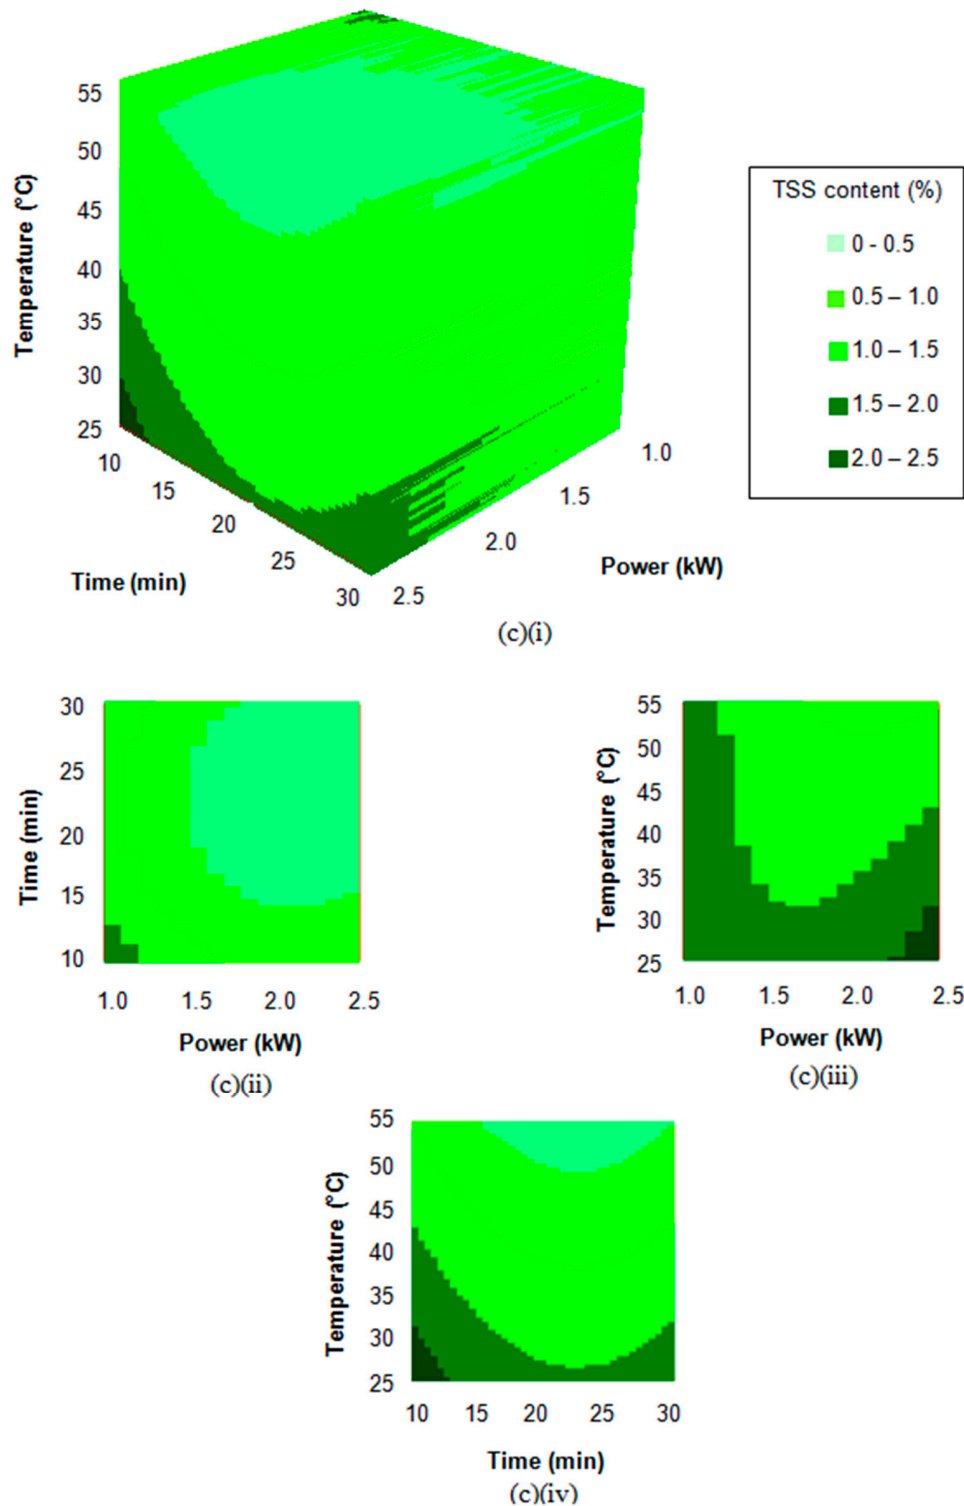 55
50
45
40
35
30
25
Temperature (°C)
10
15
20
25
30
Time (min)
2.5
2.0
1.5
1.0
Power (kW)
TSS content (%)
0 - 0.5
0.5 – 1.0
1.0 – 1.5
1.5 – 2.0
2.0 – 2.5
(c)(i)
30
25
20
15
10
Time (min)
1.0 1.5 2.0 2.5
Power (kW)
(c)(ii)
55
50
45
40
35
30
25
Temperature (°C)
1.0 1.5 2.0 2.5
Power (kW)
(c)(iii)
55
50
45
40
35
30
25
Temperature (°C)
10 15 20 25 30
Time (min)
(c)(iv)